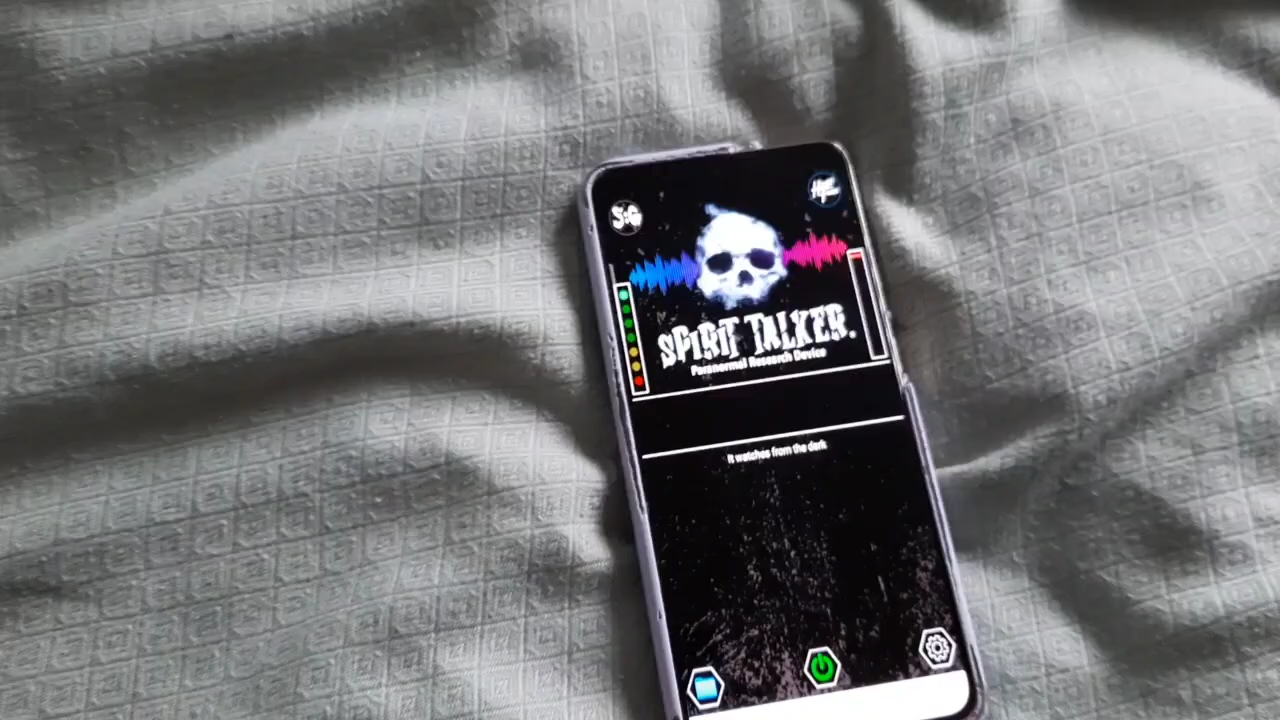 S:G
SPIRIT TALKER.
Paranormal Research Device
It watches from the dark